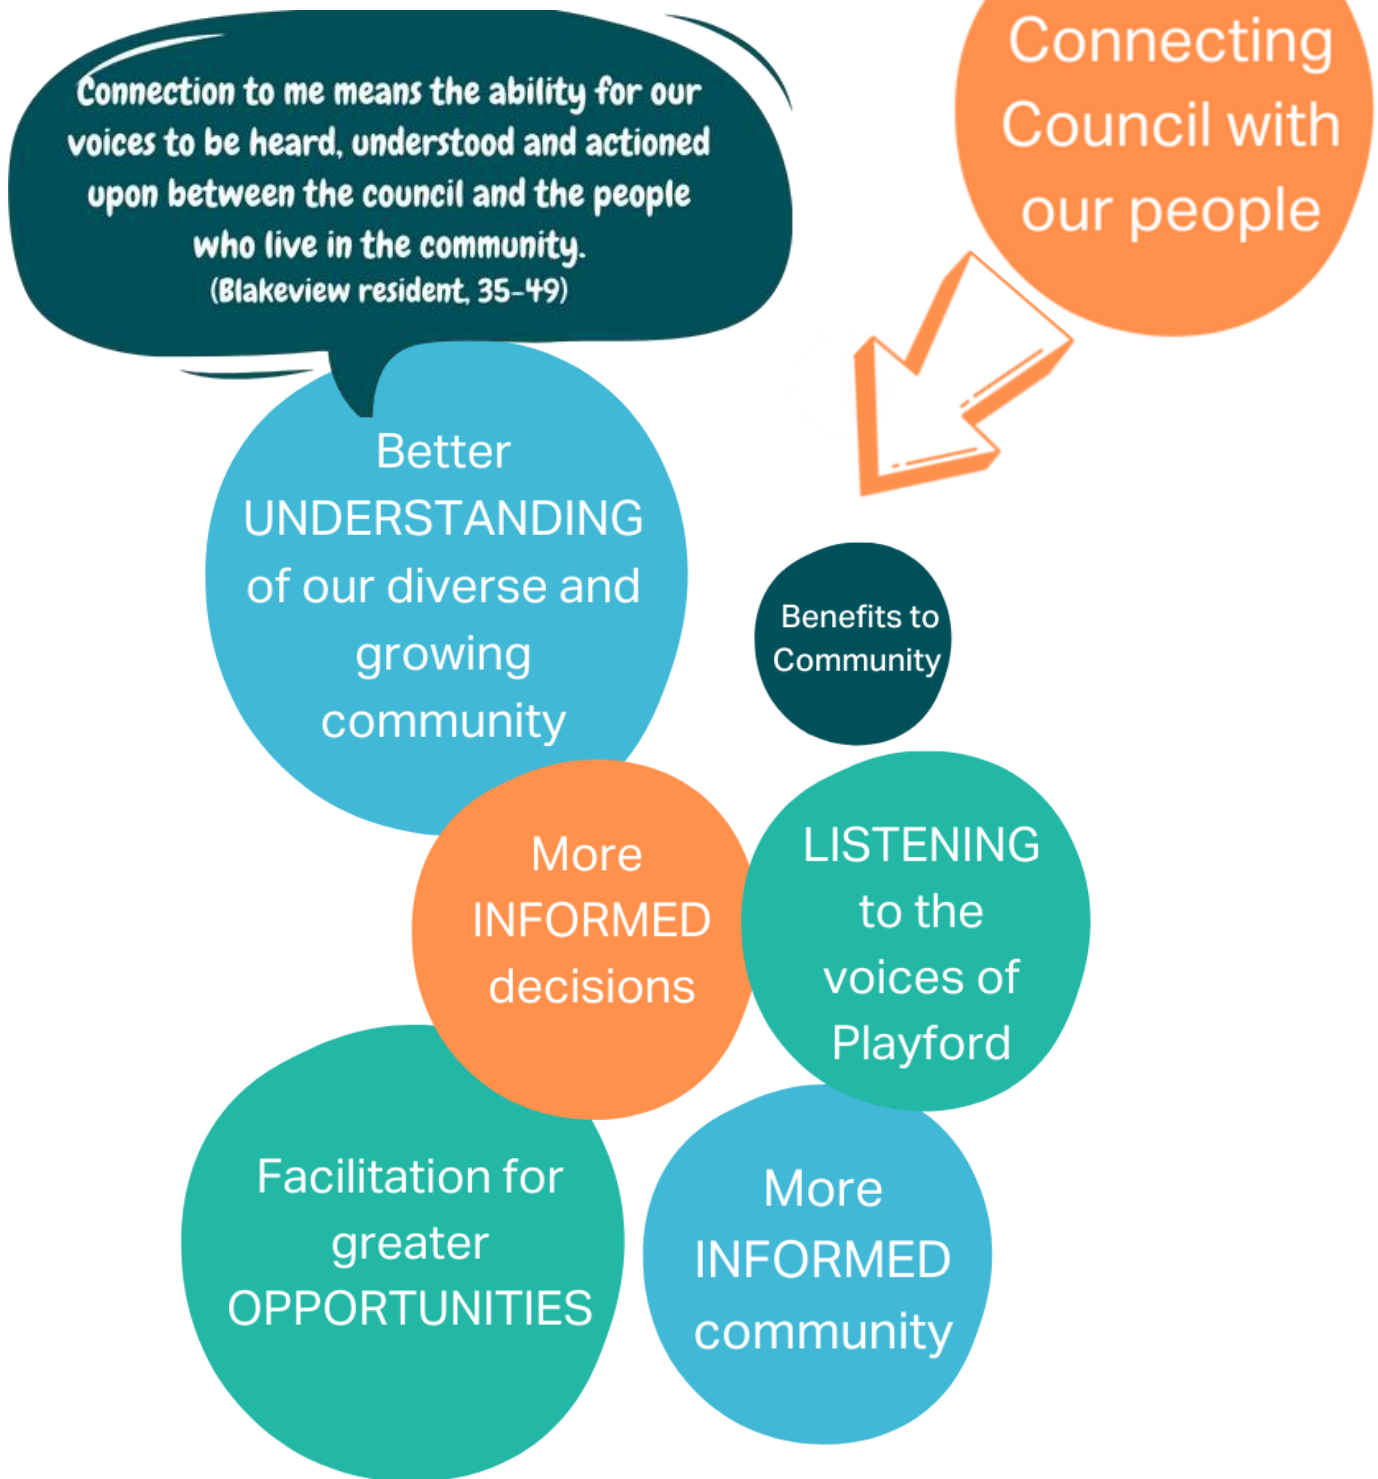 Connection to me means the ability for our
voices to be heard, understood and actioned
upon between the council and the people
who live in the community.
(Blakeview resident, 35-49)
Connecting
Council with
our people
Better
UNDERSTANDING
of our diverse and
growing
community
Benefits to
Community
More
INFORMED
decisions
LISTENING
to the
voices of
Playford
Facilitation for
greater
OPPORTUNITIES
More
INFORMED
community